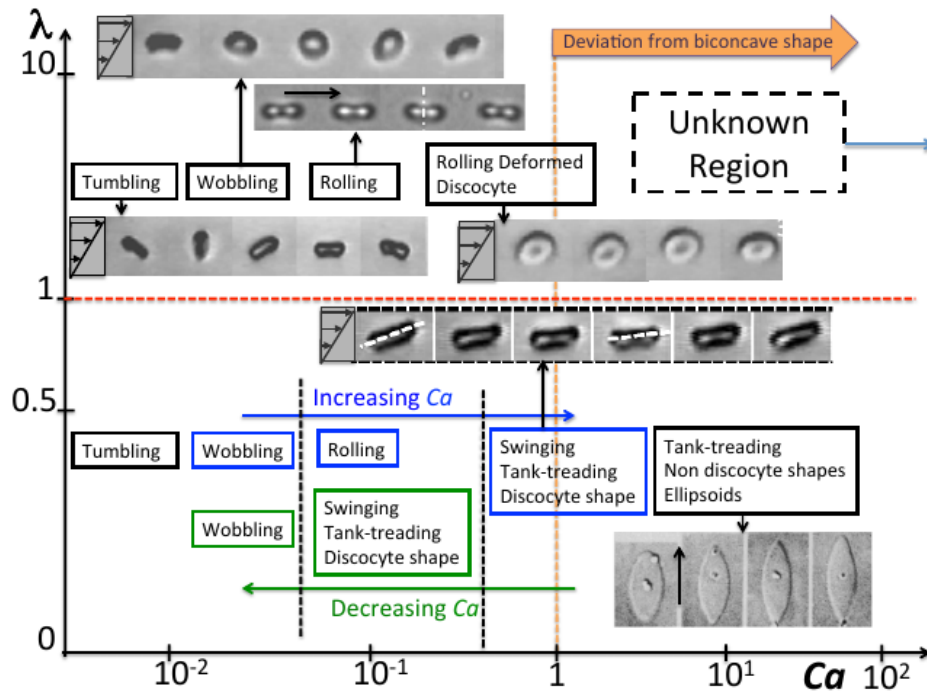 λ
Deviation from biconcave shape
10
Unknown
Region
Tumbling
Wobbling
Rolling
Rolling Deformed
Discocyte
1
Increasing Ca
0.5
Tumbling
Wobbling
Rolling
Swinging
Tank-treading
Discocyte shape
Tank-treading
Non discocyte shapes
Ellipsoids
Wobbling
Swinging
Tank-treading
Discocyte shape
Decreasing Ca
0
10⁻²
10⁻¹
1
10¹
Ca
10²